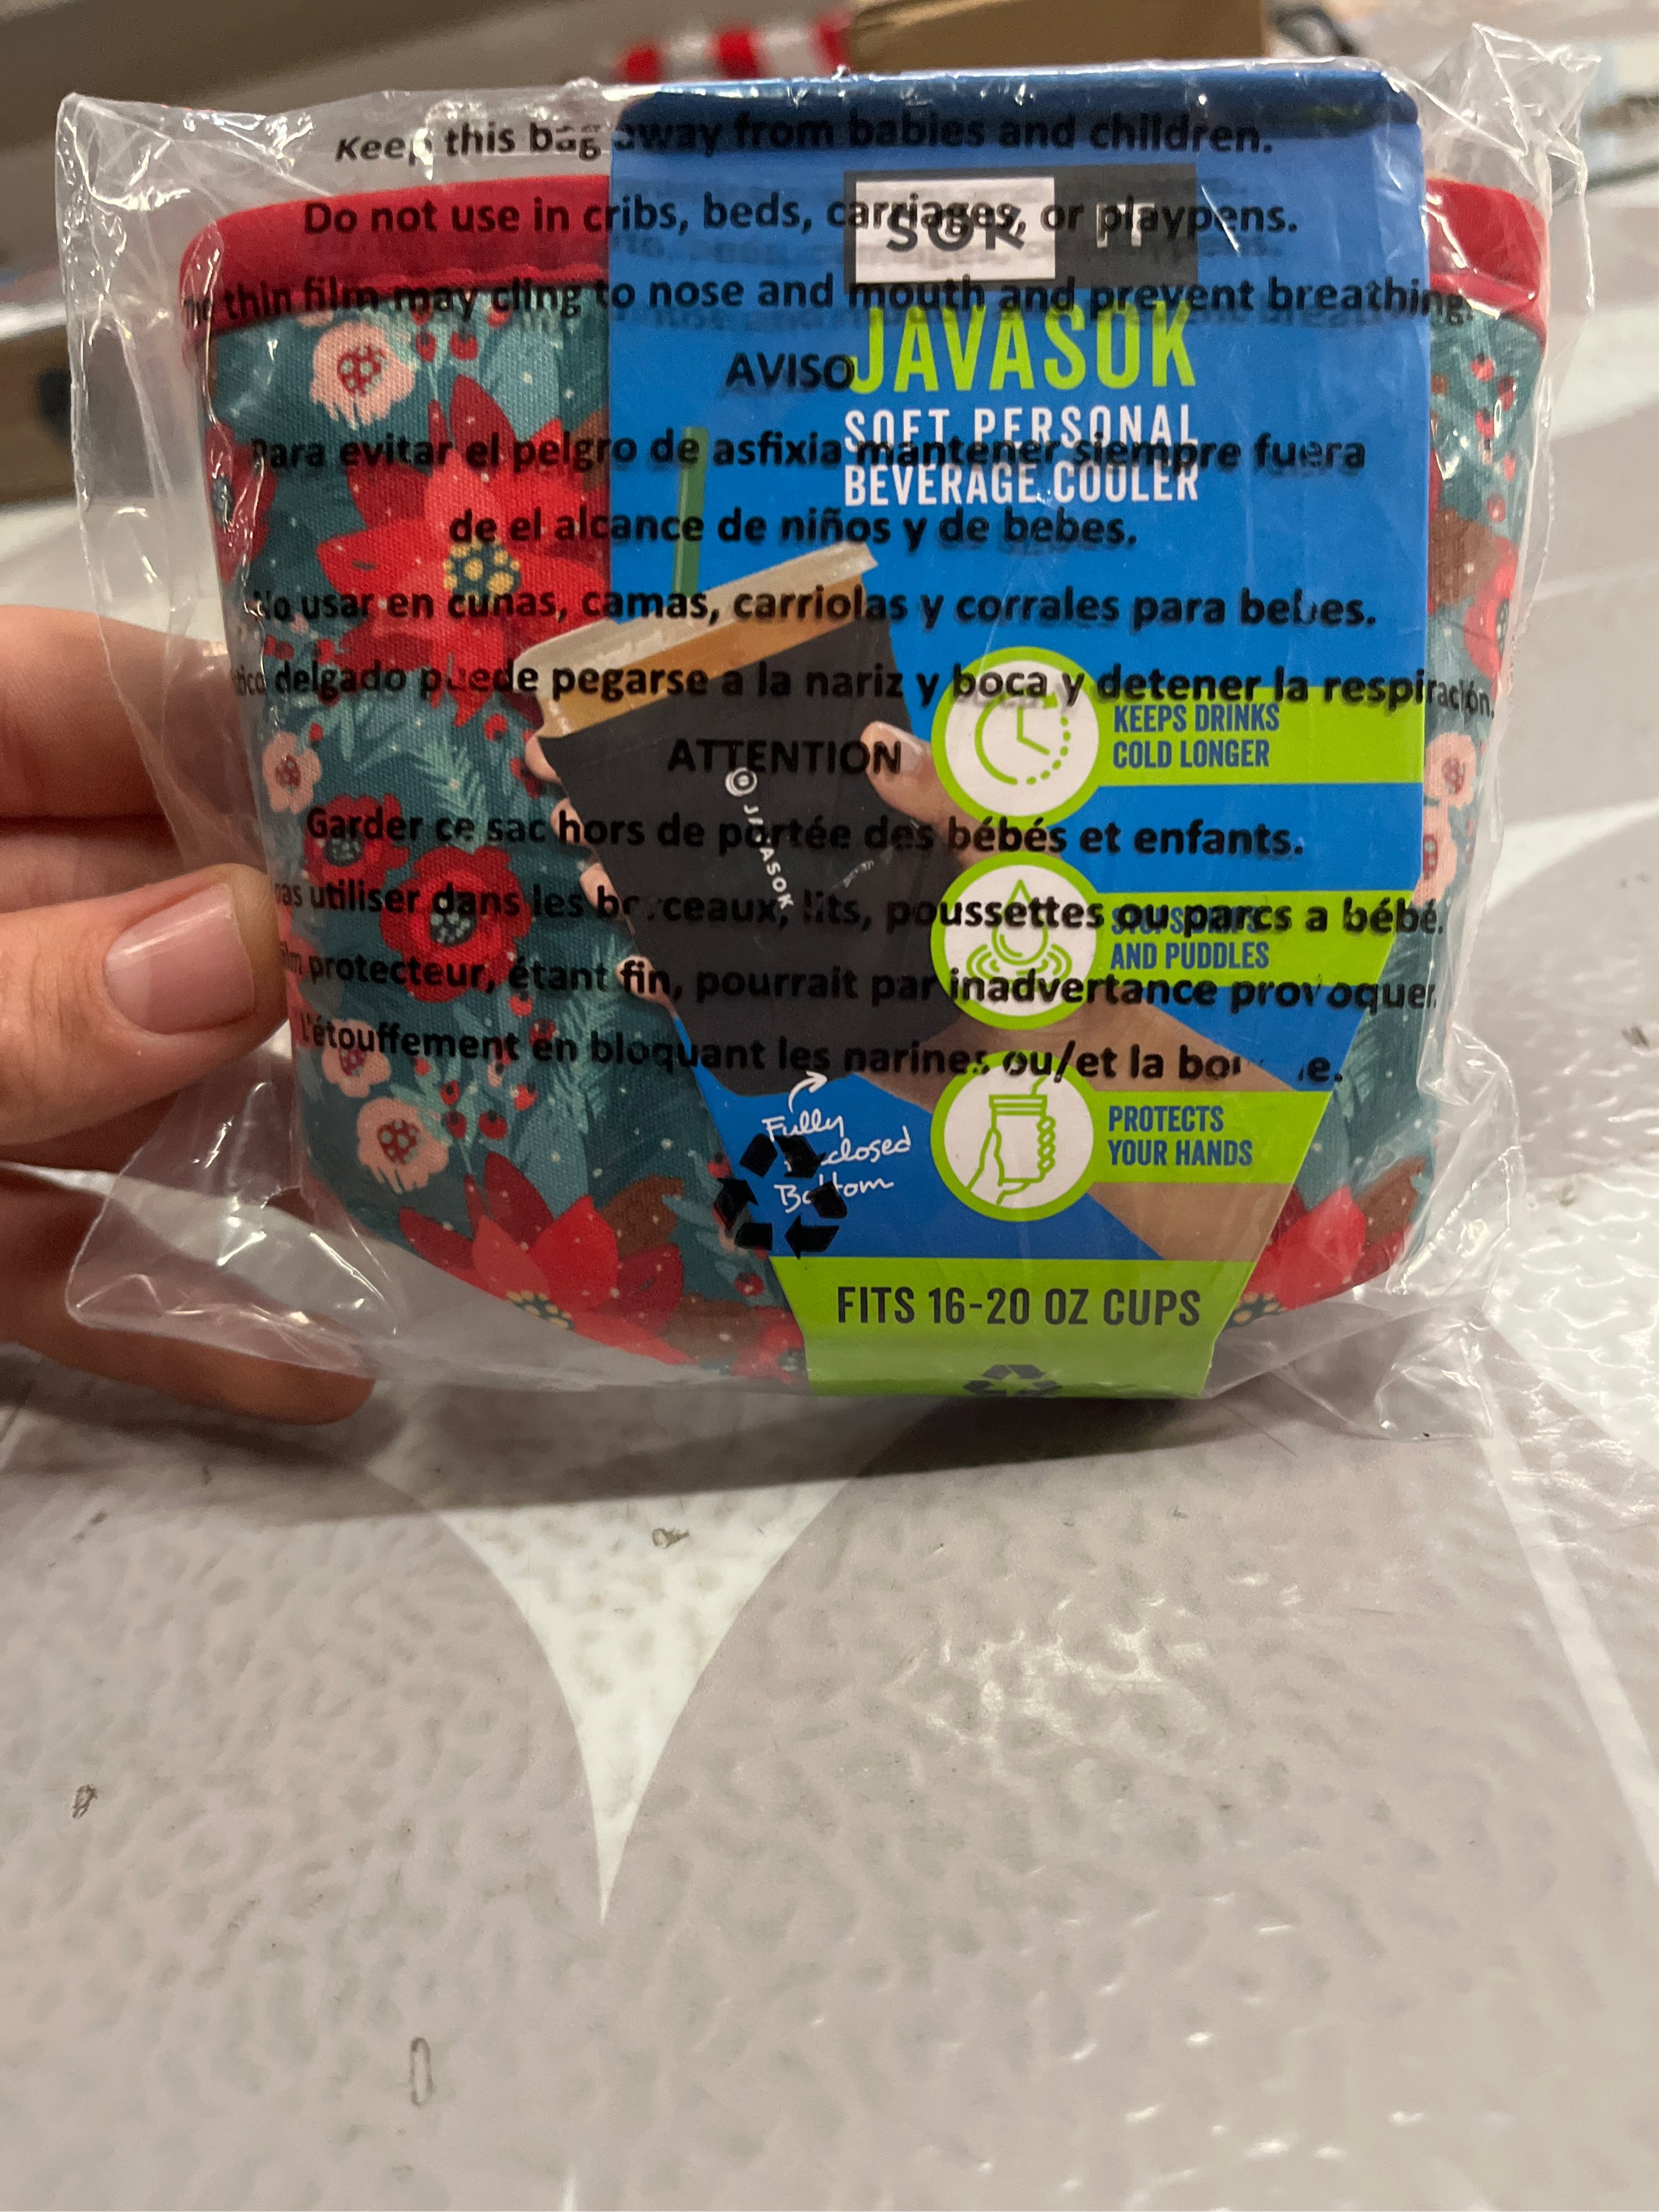 Keep this bag away from babies and children.
Do not use in cribs, beds, carriages, or playpens.
thin film may cling to nose and mouth and prevent breathing.
AVISO
Para evitar el pelgro de asfixia mantener siempre fuera
de el alcance de niños y de bebes.
No usar en cunas, camas, carriolas y corrales para bebes.
delgado puede pegarse a la nariz y boca y detener la respiración.
ATTENTION
Garder ce sac hors de portée des bébés et enfants.
pas utiliser dans les berceaux, lits, poussettes ou parcs a bébé.
protecteur, étant fin, pourrait par inadvertance provoquer
L'étouffement en bloquant les narines ou/et la
SOK IT
JAVASOK
SOFT PERSONAL
BEVERAGE COOLER
JAVASOK
KEEPS DRINKS
COLD LONGER
AND PUDDLES
PROTECTS
YOUR HANDS
Fully
Bottom
FITS 16-20 OZ CUPS